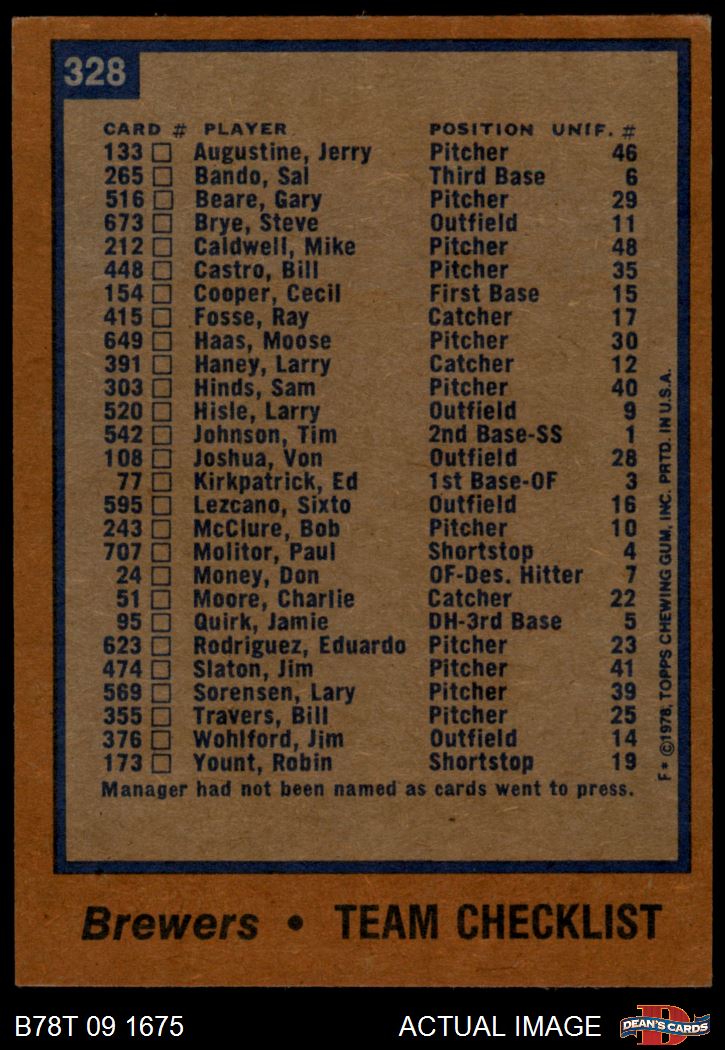 328
CARD # PLAYER POSITION UNIF. #
133 Augustine, Jerry Pitcher 46
265 Bando, Sal Third Base 6
516 Beare, Gary Pitcher 29
673 Brye, Steve Outfield 11
212 Caldwell, Mike Pitcher 48
448 Castro, Bill Pitcher 35
154 Cooper, Cecil First Base 15
415 Fosse, Ray Catcher 17
649 Haas, Moose Pitcher 30
391 Haney, Larry Catcher 12
303 Hinds, Sam Pitcher 40
520 Hisle, Larry Outfield 9
542 Johnson, Tim 2nd Base-SS 1
108 Joshua, Von Outfield 28
77 Kirkpatrick, Ed 1st Base-OF 3
595 Lezcano, Sixto Outfield 16
243 McClure, Bob Pitcher 10
707 Molitor, Paul Shortstop 4
24 Money, Don OF-Des. Hitter 7
51 Moore, Charlie Catcher 22
95 Quirk, Jamie DH-3rd Base 5
623 Rodriguez, Eduardo Pitcher 23
474 Slaton, Jim Pitcher 41
569 Sorensen, Lary Pitcher 39
355 Travers, Bill Pitcher 25
376 Wohlford, Jim Outfield 14
173 Yount, Robin Shortstop 19
Manager had not been named as cards went to press.
F* ©1978, TOPPS CHEWING GUM, INC. PRTD. IN U.S.A.
Brewers • TEAM CHECKLIST
B78T 09 1675 ACTUAL IMAGE
D
DEAN'S CARDS